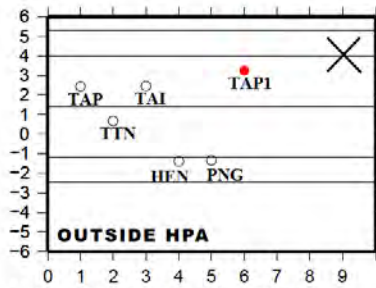 6
5
4
3
2
1
0
−1
−2
−3
−4
−5
−6
TAP
TAI
TAP1
TTN
HEN
PNG
OUTSIDE HPA
0 1 2 3 4 5 6 7 8 9